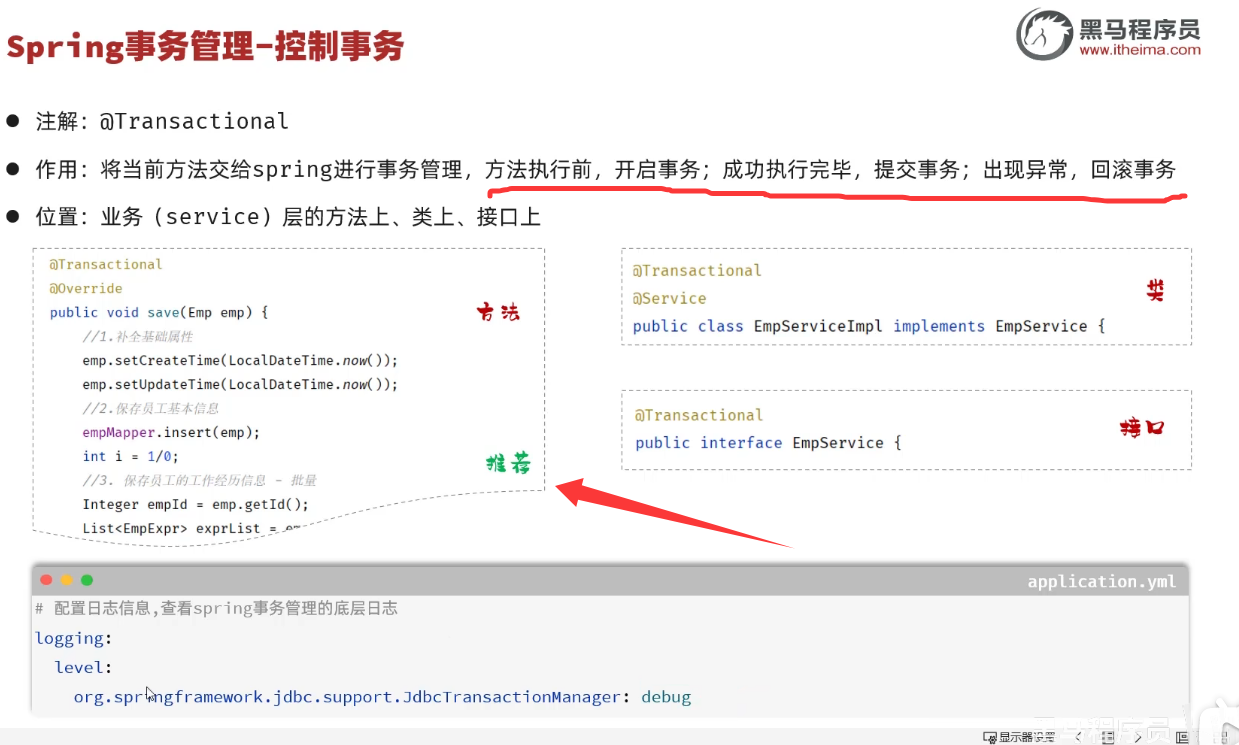 Spring事务管理-控制事务
黑马程序员
www.itheima.com
注解：@Transactional
作用：将当前方法交给spring进行事务管理，方法执行前，开启事务；成功执行完毕，提交事务；出现异常，回滚事务
位置：业务（service）层的方法上、类上、接口上
@Transactional
@Override
public void save(Emp emp) {
//1.补全基础属性
emp.setCreateTime(LocalDateTime.now());
emp.setUpdateTime(LocalDateTime.now());
//2.保存员工基本信息
empMapper.insert(emp);
int i = 1/0;
//3. 保存员工的工作经历信息 - 批量
Integer empId = emp.getId();
List<EmpExpr> exprList =
方法
推荐
@Transactional
@Service
public class EmpServiceImpl implements EmpService {
类
@Transactional
public interface EmpService {
接口
application.yml
# 配置日志信息,查看spring事务管理的底层日志
logging:
level:
org.springframework.jdbc.support.JdbcTransactionManager: debug
黑马程序员
显示器设置